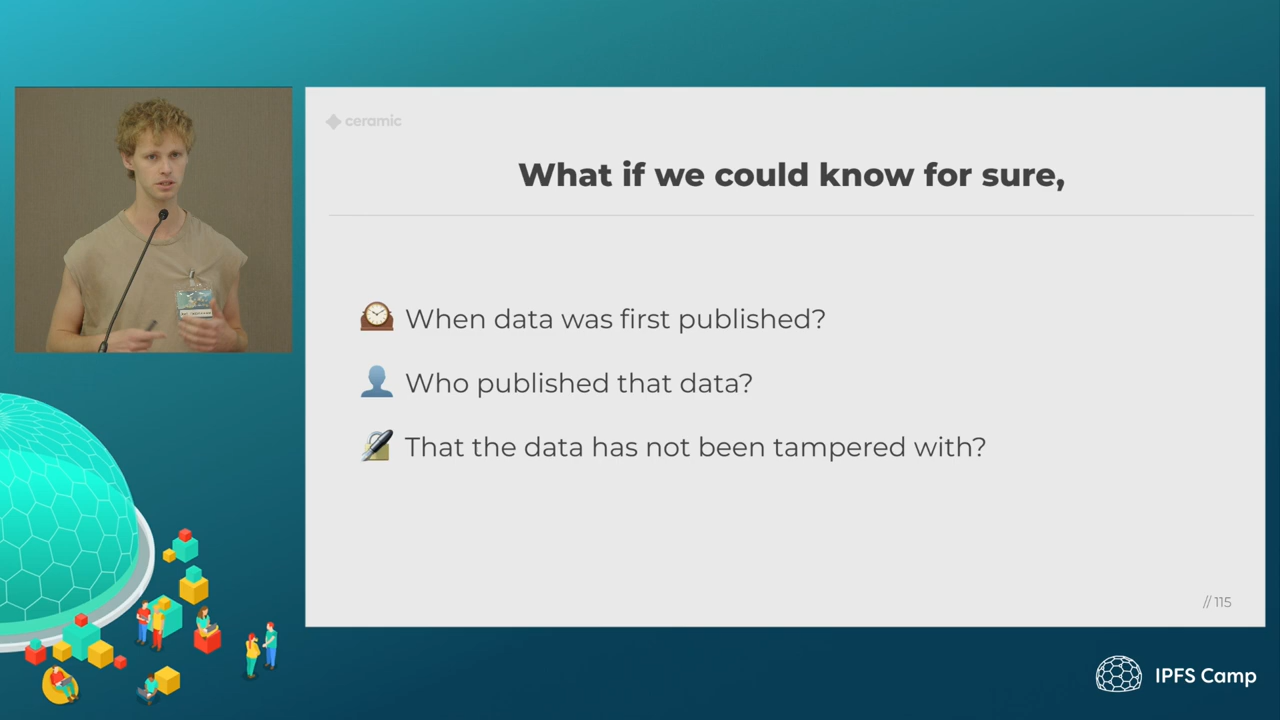 ceramic
What if we could know for sure,
When data was first published?
Who published that data?
That the data has not been tampered with?
// 115
IPFS Camp